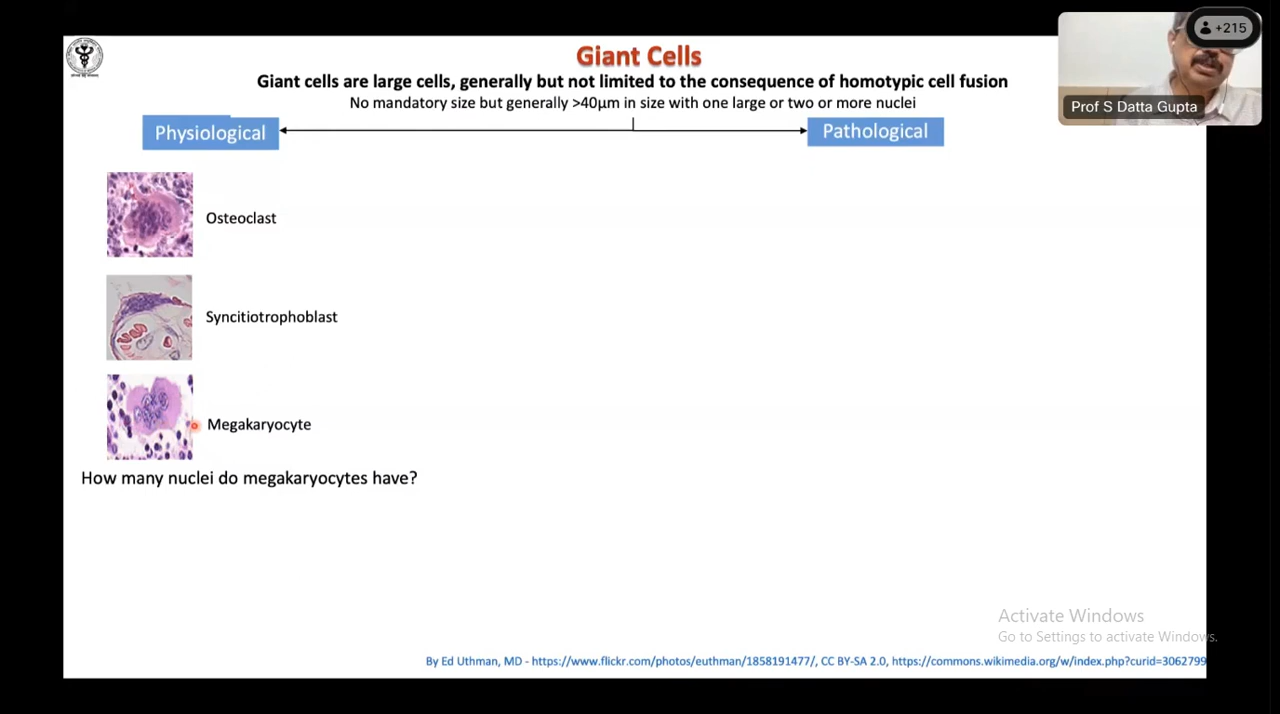 Giant Cells
Giant cells are large cells, generally but not limited to the consequence of homotypic cell fusion
No mandatory size but generally >40µm in size with one large or two or more nuclei
+215
Prof S Datta Gupta
Physiological
Pathological
Osteoclast
Syncitiotrophoblast
Megakaryocyte
How many nuclei do megakaryocytes have?
Activate Windows
Go to Settings to activate Windows.
By Ed Uthman, MD - https://www.flickr.com/photos/euthman/1858191477/, CC BY-SA 2.0, https://commons.wikimedia.org/w/index.php?curid=3062799